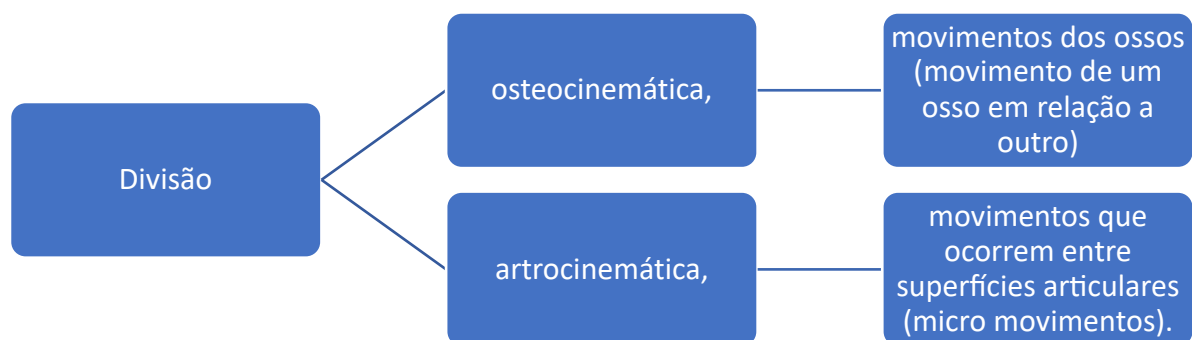 Divisão
osteocinemática,
movimentos dos ossos
(movimento de um
osso em relação a
outro)
artrocinemática,
movimentos que
ocorrem entre
superfícies articulares
(micro movimentos).